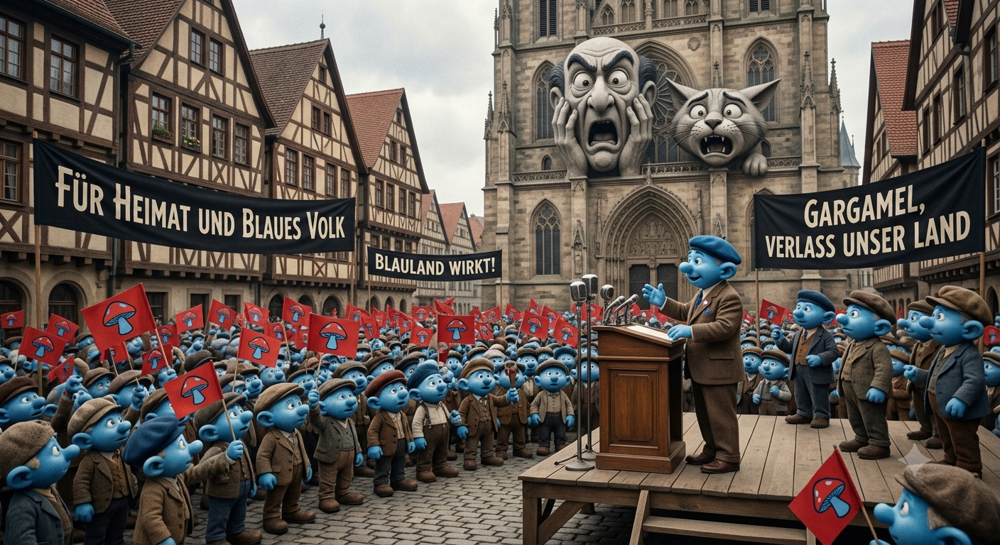 FÜR HEIMAT UND BLAUES VOLK
BLAULAND WIRKT!
GARGAMEL,
VERLASS UNSER LAND